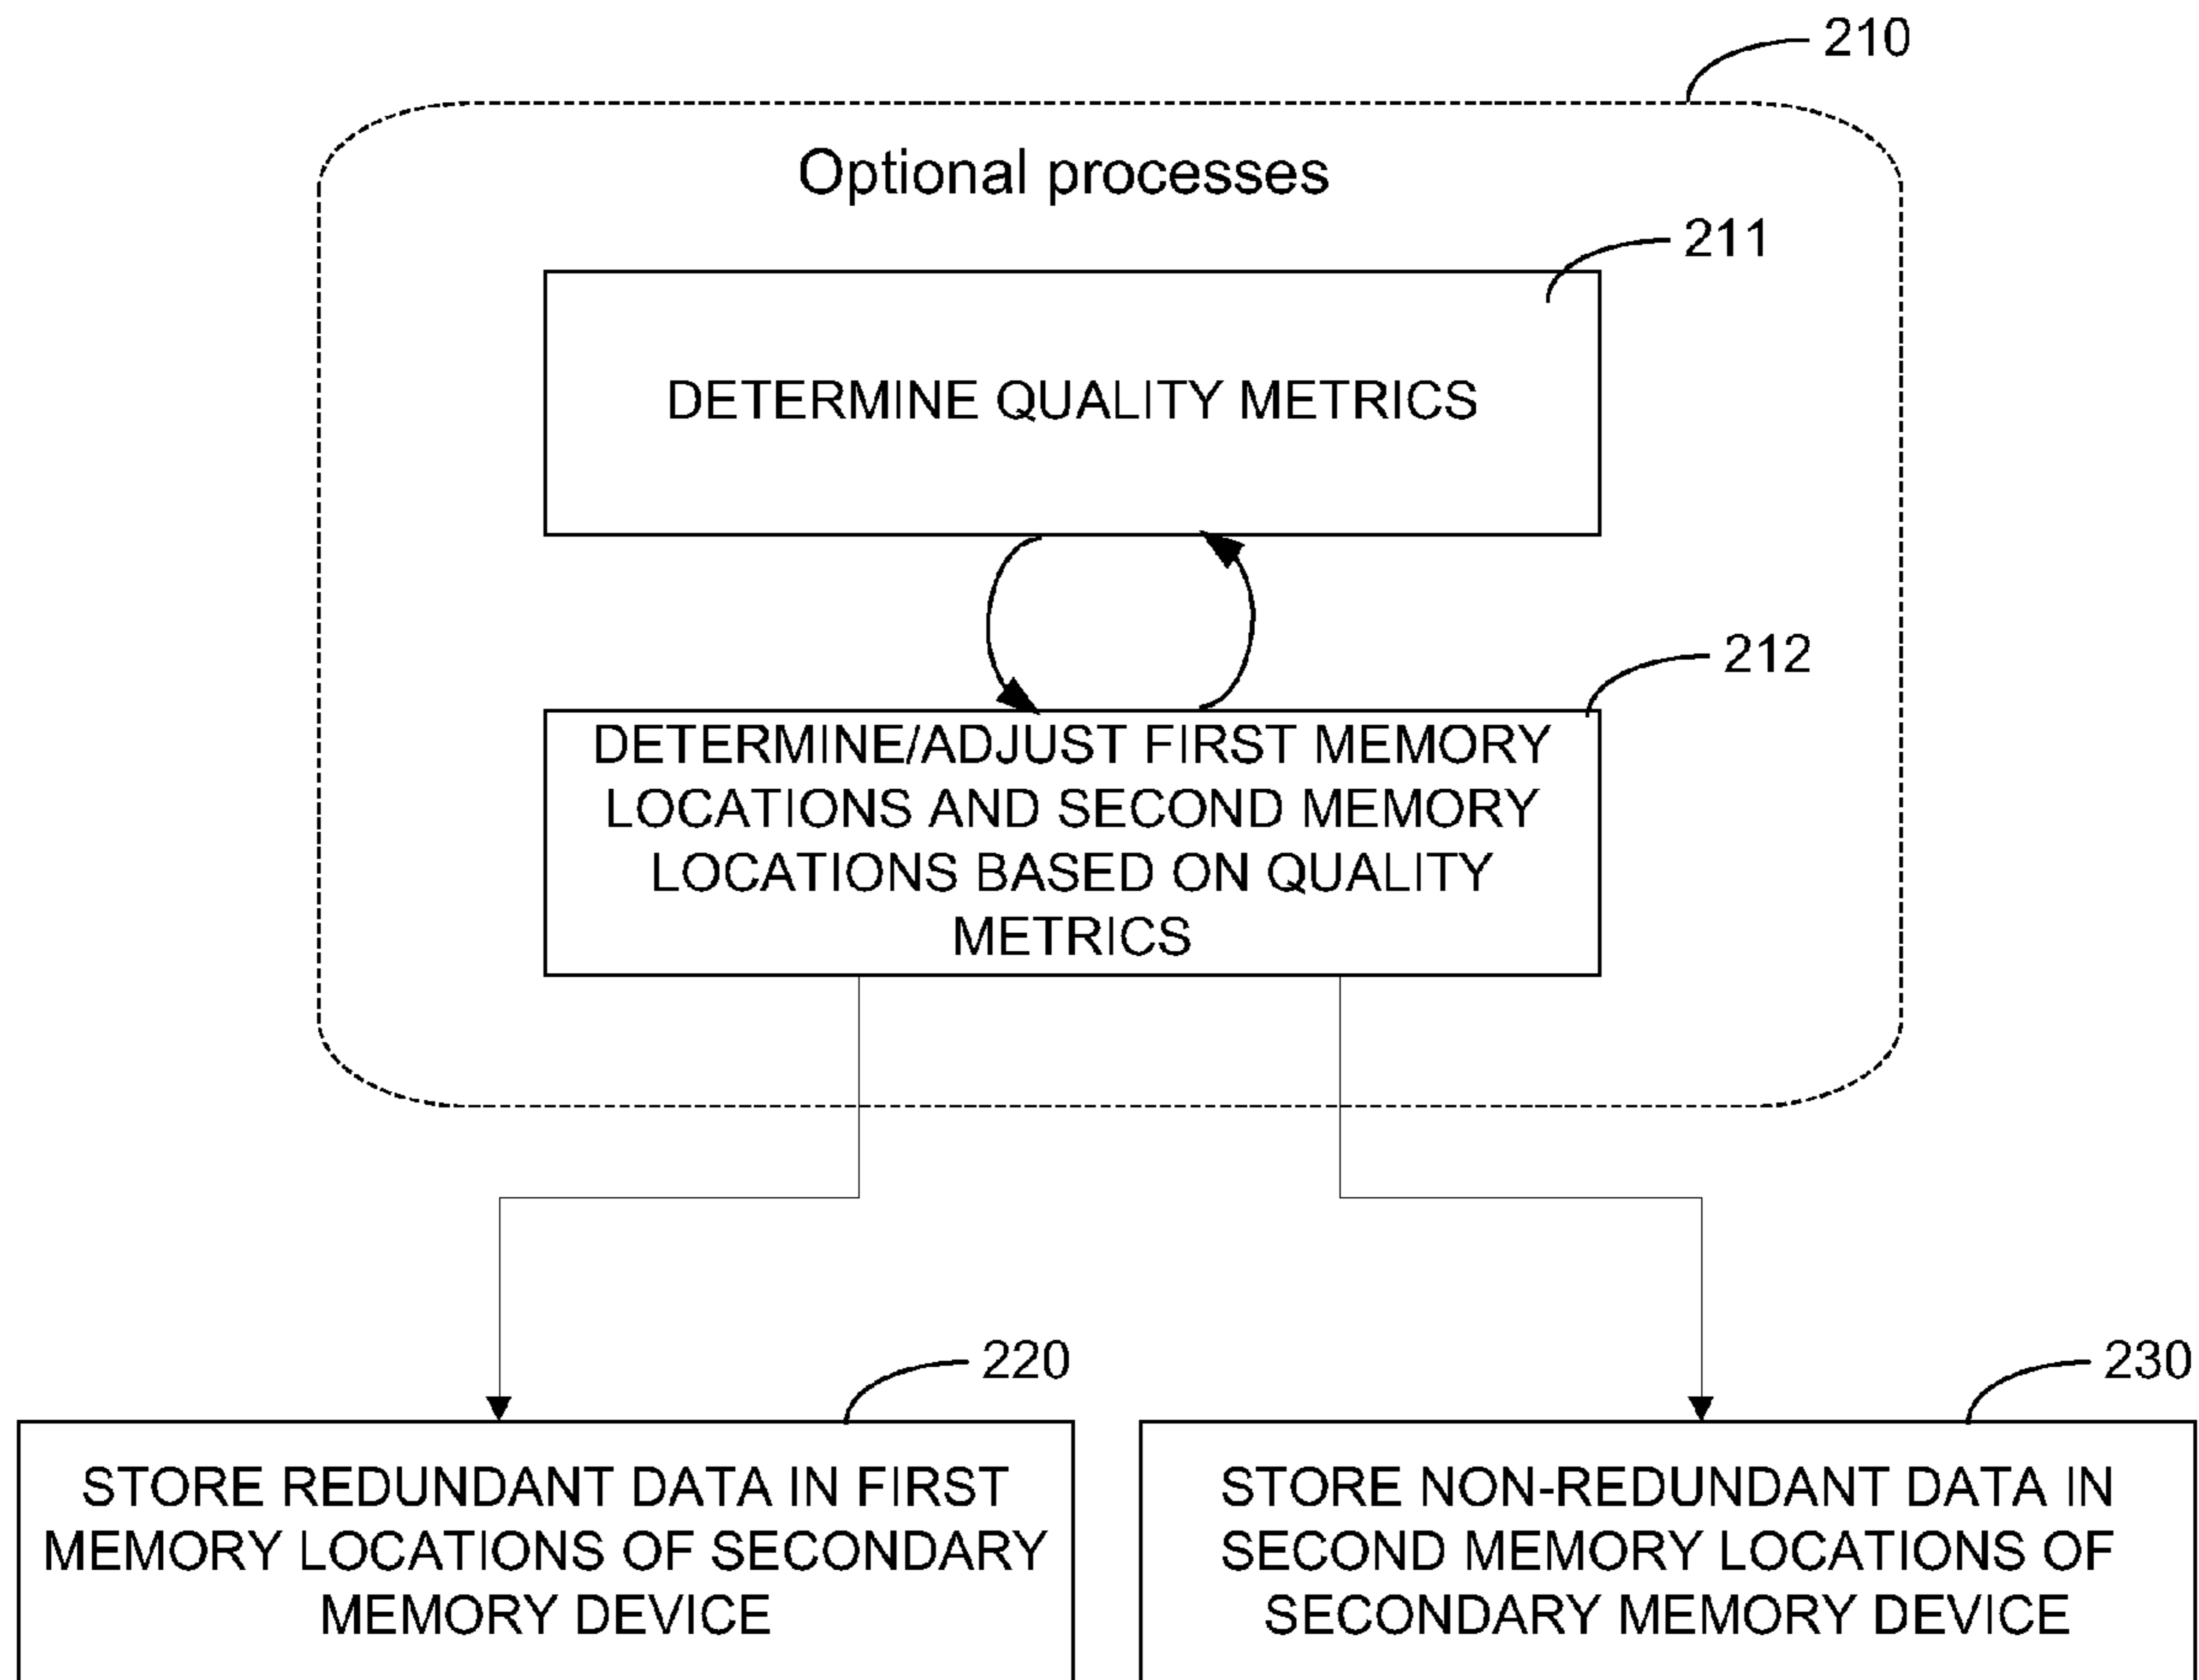 210
Optional processes
211
DETERMINE QUALITY METRICS
212
DETERMINE/ADJUST FIRST MEMORY
LOCATIONS AND SECOND MEMORY
LOCATIONS BASED ON QUALITY
METRICS
220
STORE REDUNDANT DATA IN FIRST
MEMORY LOCATIONS OF SECONDARY
MEMORY DEVICE
230
STORE NON-REDUNDANT DATA IN
SECOND MEMORY LOCATIONS OF
SECONDARY MEMORY DEVICE